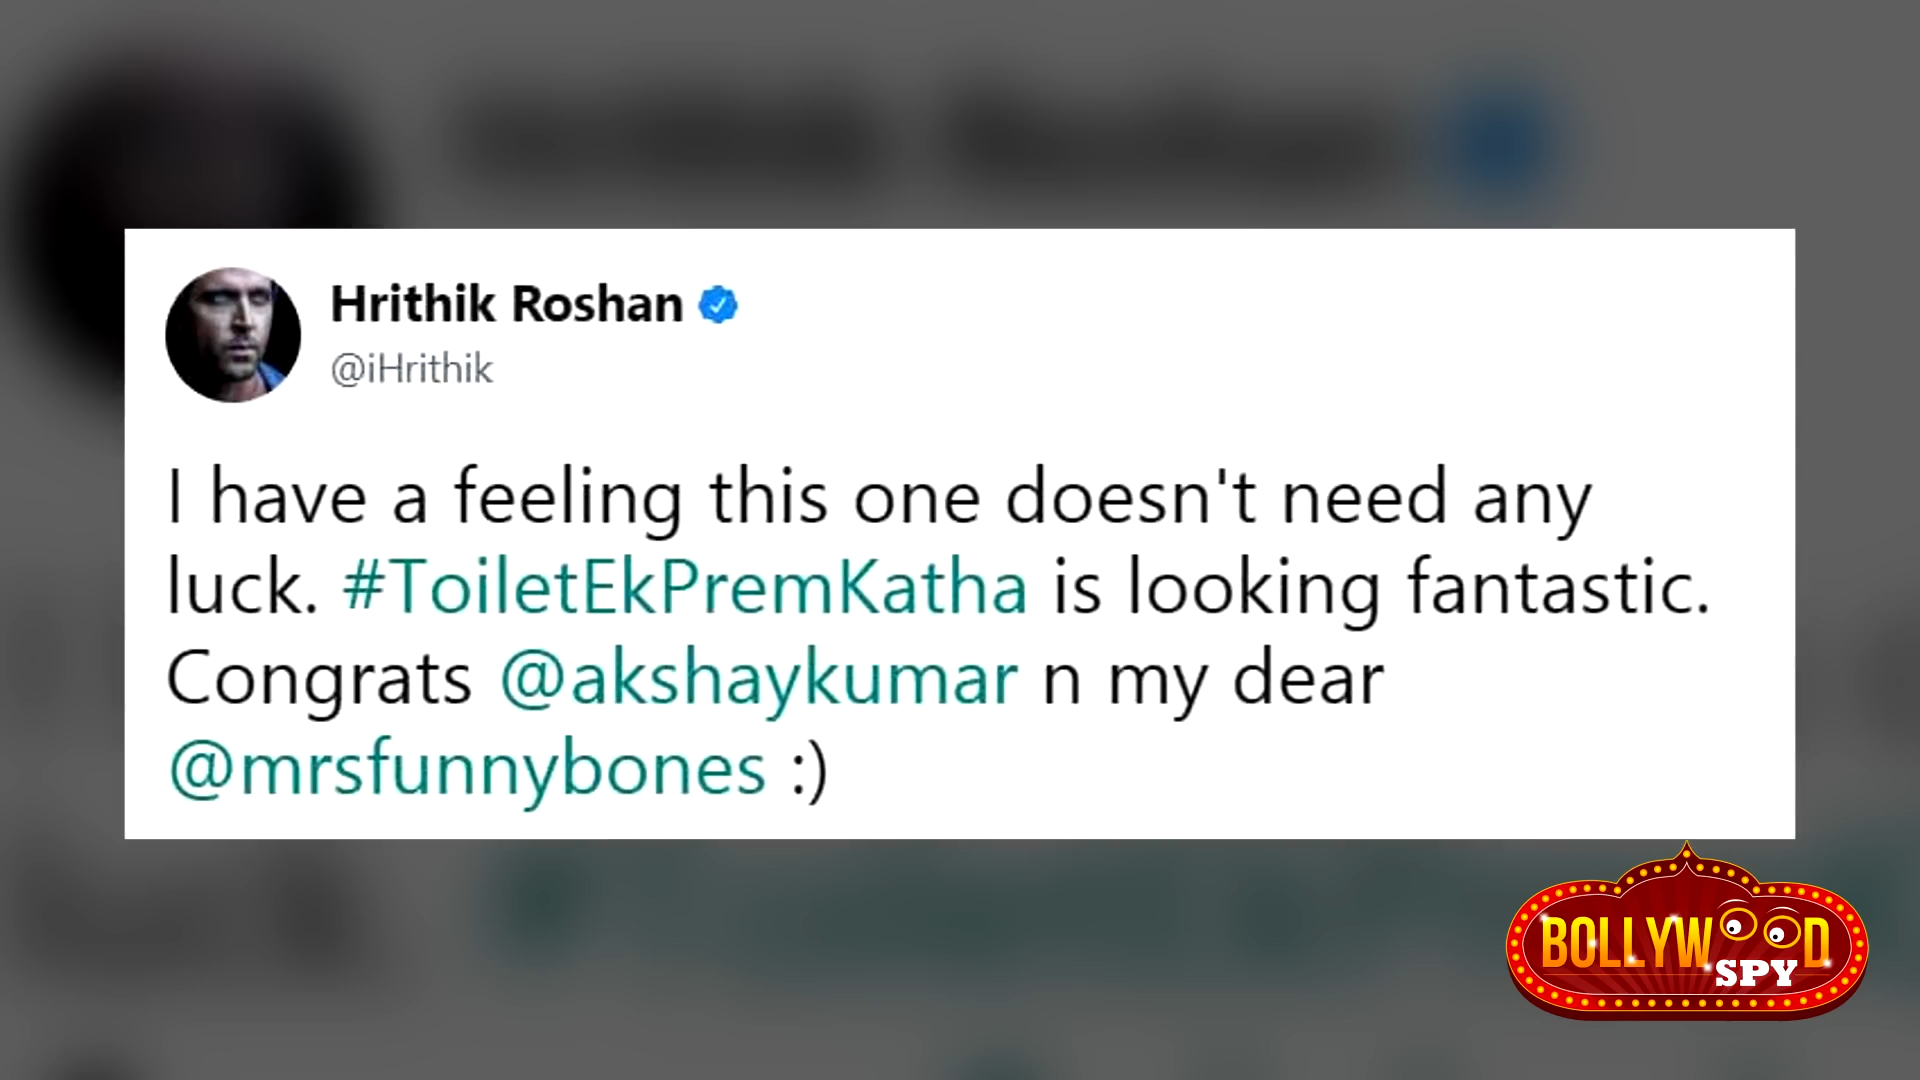 Hrithik Roshan
@iHrithik
I have a feeling this one doesn't need any
luck. #ToiletEkPremKatha is looking fantastic.
Congrats @akshaykumar n my dear
@mrsfunnybones :)
BOLLYWOOD
SPY